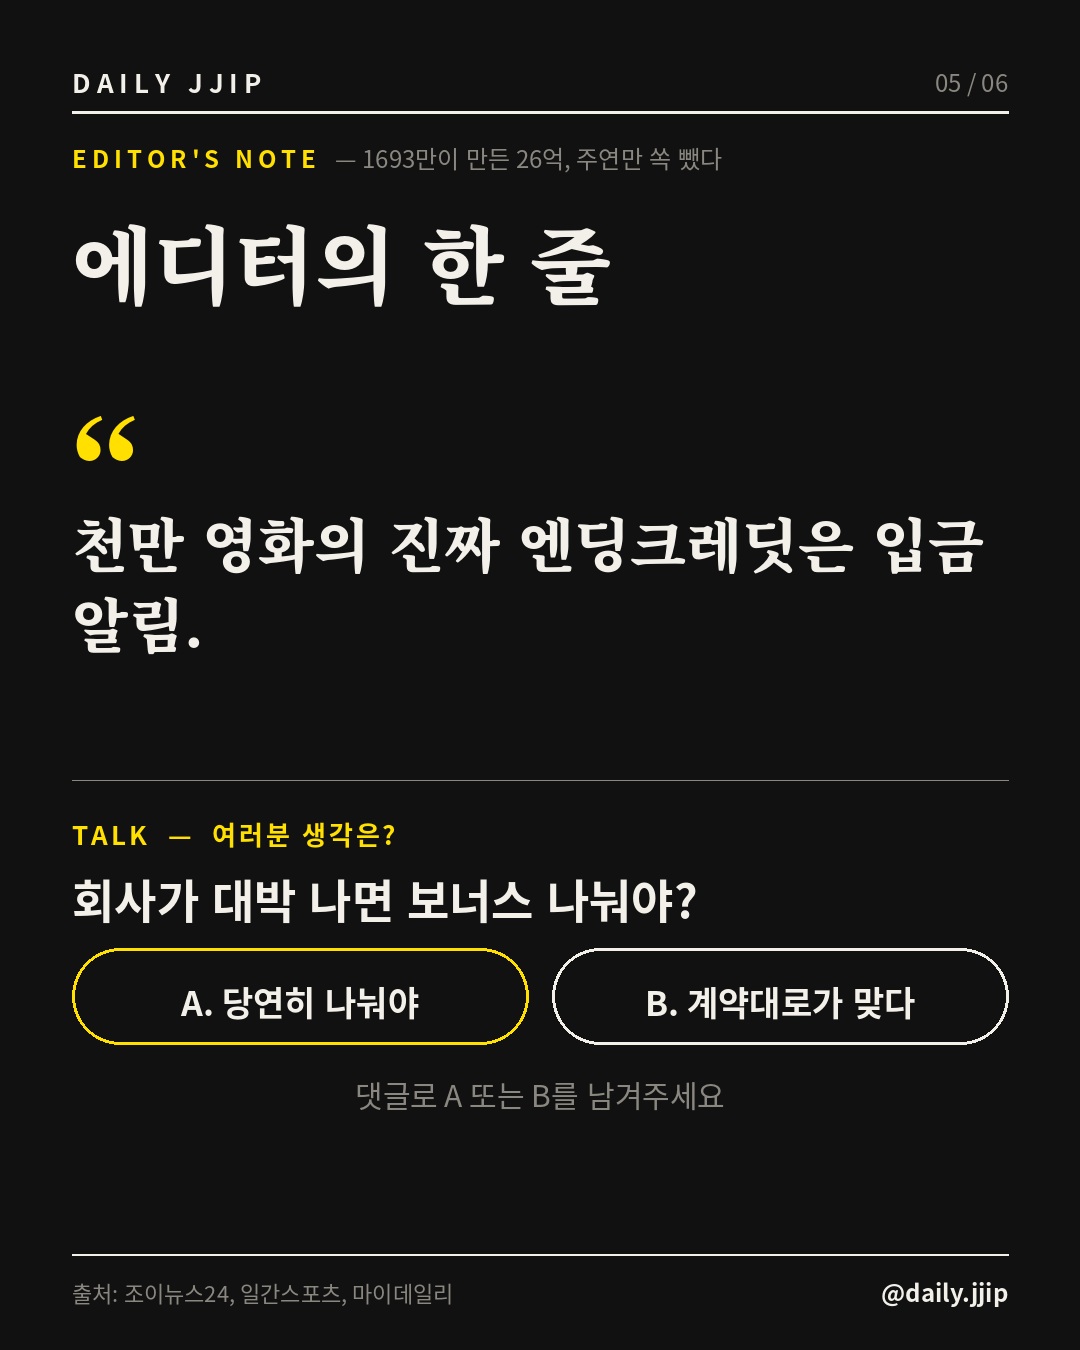 DAILY JJIP
05 / 06
EDITOR'S NOTE — 1693만이 만든 26억, 주연만 쏙 뺐다
에디터의 한 줄
“
천만 영화의 진짜 엔딩크레딧은 입금
알림.
TALK — 여러분 생각은?
회사가 대박 나면 보너스 나눠야?
A. 당연히 나눠야
B. 계약대로가 맞다
댓글로 A 또는 B를 남겨주세요
출처: 조이뉴스24, 일간스포츠, 마이데일리
@daily.jjip